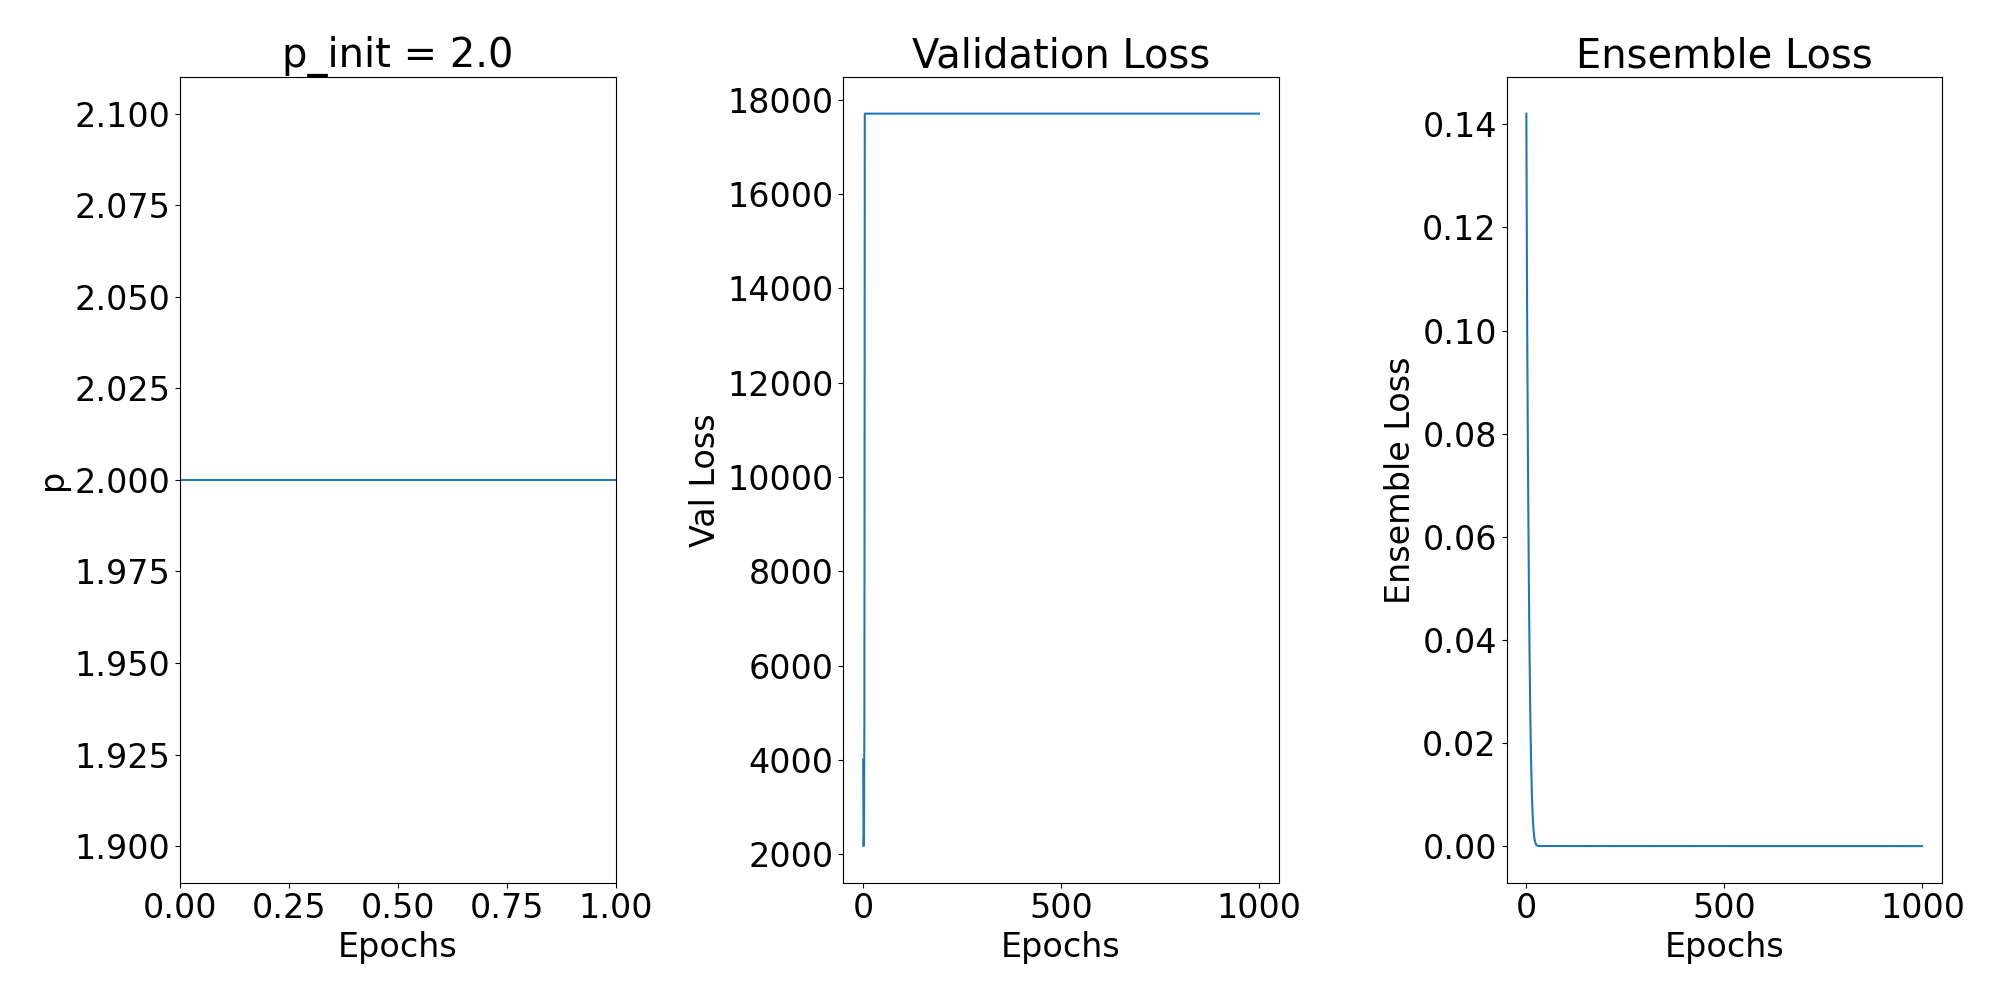 p_init = 2.0
2.100
2.075
2.050
2.025
2.000
1.975
1.950
1.925
1.900
p
0.00 0.25 0.50 0.75 1.00
Epochs
Validation Loss
18000
16000
14000
12000
10000
8000
6000
4000
2000
Val Loss
0 500 1000
Epochs
Ensemble Loss
0.14
0.12
0.10
0.08
0.06
0.04
0.02
0.00
Ensemble Loss
0 500 1000
Epochs